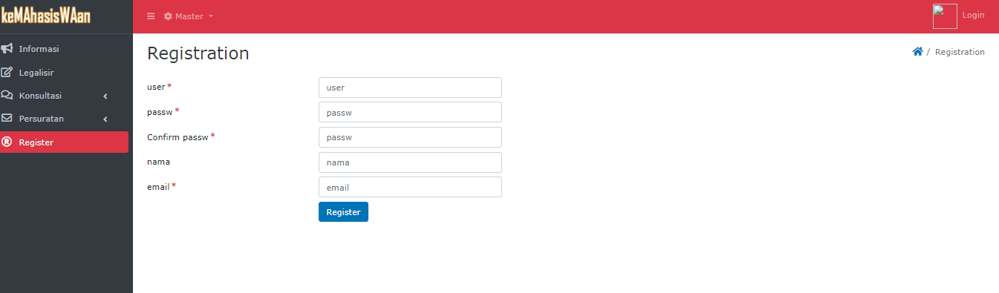 keMAhasisWAan
Master
Login
Informasi
Legalisir
Konsultasi
Persuratan
Register
Registration
/ Registration
user *
user
passw *
passw
Confirm passw *
passw
nama
nama
email *
email
Register